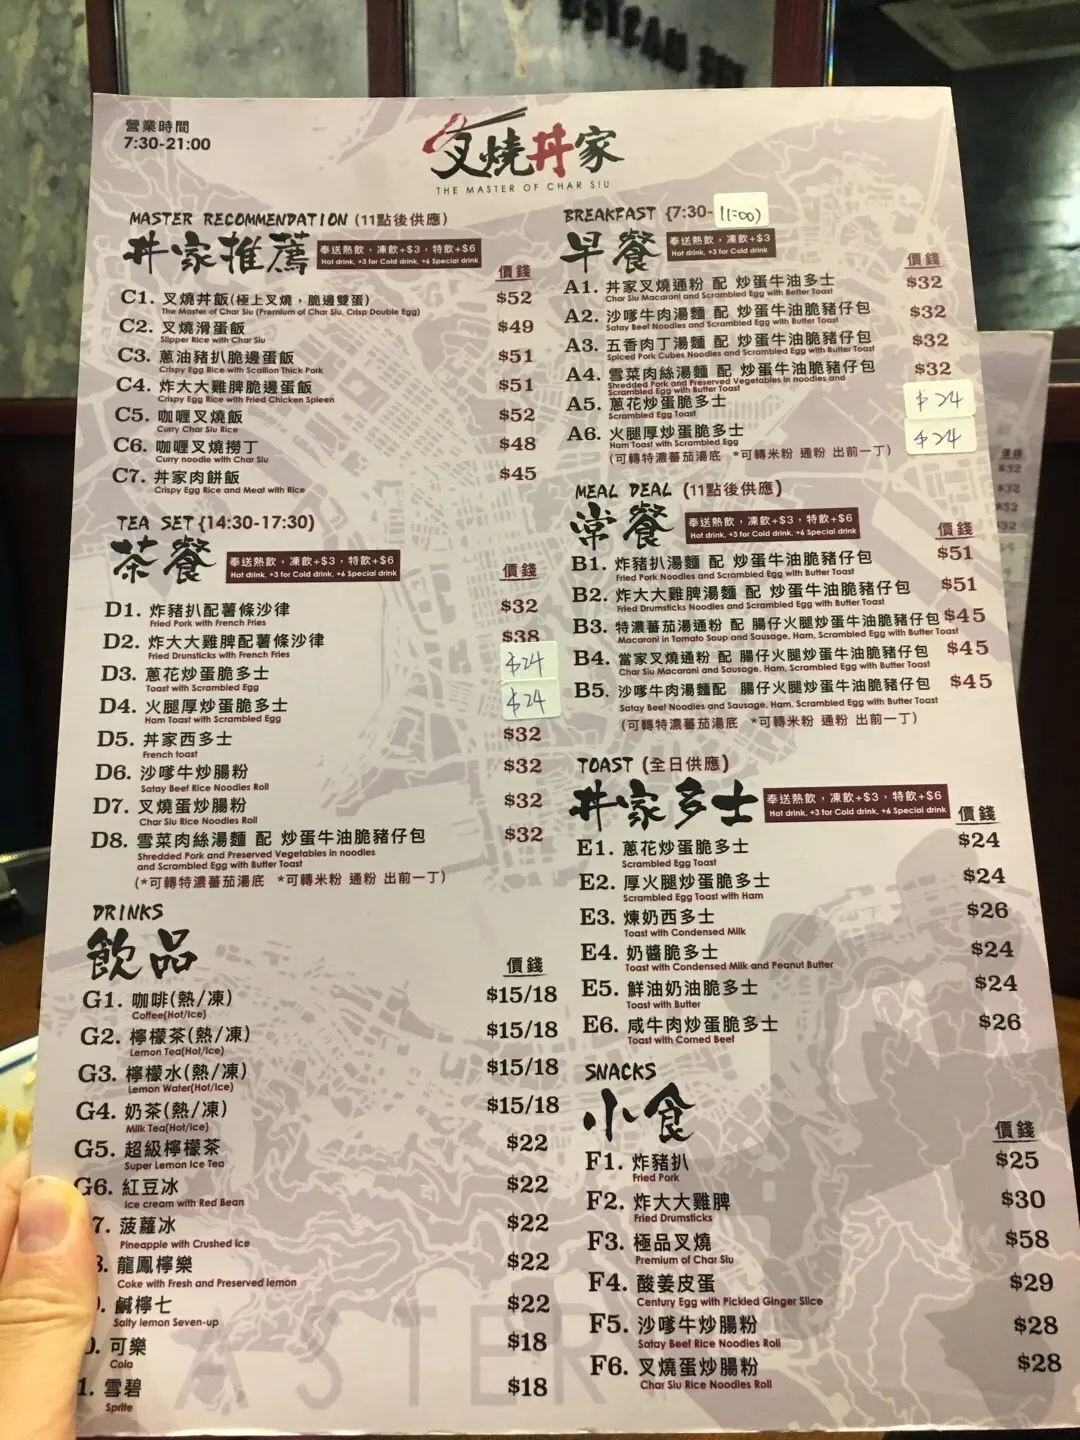 營業時間
7:30-21:00
叉燒丼家
THE MASTER OF CHAR SIU
MASTER RECOMMENDATION (11點後供應)
丼家推薦
奉送熱飲，凍飲+$3，特飲+$6
Hot drink, +3 for Cold drink, +6 Special drink
價錢
C1. 叉燒丼飯(極上叉燒，脆邊雙蛋) $52
The Master of Char Siu (Premium of Char Siu, Crisp Double Egg)
C2. 叉燒滑蛋飯 $49
Slipper Rice with Char Siu
C3. 蔥油豬扒脆邊蛋飯 $51
Crispy Egg Rice with Scallion Thick Pork
C4. 炸大大雞脾脆邊蛋飯 $51
Crispy Egg Rice with Fried Chicken Spleen
C5. 咖喱叉燒飯 $52
Curry Char Siu Rice
C6. 咖喱叉燒撈丁 $48
Curry noodle with Char Siu
C7. 丼家肉餅飯 $45
Crispy Egg Rice and Meat with Rice
TEA SET {14:30-17:30)
茶餐
奉送熱飲，凍飲+$3，特飲+$6
Hot drink, +3 for Cold drink, +6 Special drink
價錢
D1. 炸豬扒配薯條沙律 $32
Fried Pork with French Fries
D2. 炸大大雞脾配薯條沙律 $38
Fried Drunsticks with French Fries
D3. 蔥花炒蛋脆多士 $24
Toast with Scrambled Egg
D4. 火腿厚炒蛋脆多士 $24
Ham Toast with Scrambled Egg
D5. 丼家西多士 $32
French toast
D6. 沙嗲牛炒腸粉 $32
Satay Beef Rice Noodles Roll
D7. 叉燒蛋炒腸粉 $32
Char Siu Rice Noodles Roll
D8. 雪菜肉絲湯麵 配 炒蛋牛油脆豬仔包 $32
Shredded Pork and Preserved Vegetables in noodles
and Scrambled Egg with Butter Toast
(*可轉特濃蕃茄湯底 *可轉米粉 通粉 出前一丁)
DRINKS
飲品
價錢
G1. 咖啡(熱/凍) $15/18
Coffee(Hot/Ice)
G2. 檸檬茶(熱/凍) $15/18
Lemon Tea(Hot/Ice)
G3. 檸檬水(熱/凍) $15/18
Lemon Water(Hot/Ice)
G4. 奶茶(熱/凍) $15/18
Milk Tea(Hot/Ice)
G5. 超級檸檬茶 $22
Super Lemon Ice Tea
G6. 紅豆冰 $22
Ice cream with Red Bean
7. 菠蘿冰 $22
Pineapple with Crushed Ice
8. 龍鳳檸樂 $22
Coke with Fresh and Preserved lemon
. 鹹檸七 $22
Salty lemon Seven-up
0. 可樂 $18
Cola
1. 雪碧 $18
Sprite
BREAKFAST {7:30-11:00)
早餐
奉送熱飲，凍飲+$3
Hot drink, +3 for Cold drink
價錢
A1. 丼家叉燒通粉 配 炒蛋牛油多士 $32
Char Siu Macaroni and Scrambled Egg with Better Toast
A2. 沙嗲牛肉湯麵 配 炒蛋牛油脆豬仔包 $32
Satay Beef Noodles and Scrambled Egg with Butter Toast
A3. 五香肉丁湯麵 配 炒蛋牛油脆豬仔包 $32
Spiced Pork Cubes Noodles and Scrambled Egg with Butter Toast
A4. 雪菜肉絲湯麵 配 炒蛋牛油脆豬仔包 $32
Shredded Pork and Preserved Vegetables in noodles and
Scrambled Egg with Butter Toast
A5. 蔥花炒蛋脆多士 $24
Scrambled Egg Toast
A6. 火腿厚炒蛋脆多士 $24
Ham Toast with Scrambled Egg
(可轉特濃蕃茄湯底 *可轉米粉 通粉 出前一丁)
MEAL DEAL (11點後供應)
常餐
奉送熱飲，凍飲+$3，特飲+$6
Hot drink, +3 for Cold drink, +6 Special drink
價錢
B1. 炸豬扒湯麵 配 炒蛋牛油脆豬仔包 $51
Fried Pork Noodles and Scrambled Egg with Butter Toast
B2. 炸大大雞脾湯麵 配 炒蛋牛油脆豬仔包 $51
Fried Drumsticks Noodles and Scrambled Egg with Butter Toast
B3. 特濃蕃茄湯通粉 配 腸仔火腿炒蛋牛油脆豬仔包 $45
Macaroni in Tomato Soup and Sausage, Ham, Scrambled Egg with Butter Toast
B4. 當家叉燒通粉 配 腸仔火腿炒蛋牛油脆豬仔包 $45
Char Siu Macaroni and Sausage, Ham, Scrambled Egg with Butter Toast
B5. 沙嗲牛肉湯麵配 腸仔火腿炒蛋牛油脆豬仔包 $45
Satay Beef Noodles and Sausage, Ham, Scrambled Egg with Butter Toast
(可轉特濃蕃茄湯底 *可轉米粉 通粉 出前一丁)
TOAST (全日供應)
丼家多士
奉送熱飲，凍飲+$3，特飲+$6
Hot drink, +3 for Cold drink, +6 Special drink
價錢
E1. 蔥花炒蛋脆多士 $24
Scrambled Egg Toast
E2. 厚火腿炒蛋脆多士 $24
Scrambled Egg Toast with Ham
E3. 煉奶西多士 $26
Toast with Condensed Milk
E4. 奶醬脆多士 $24
Toast with Condensed Milk and Peanut Butter
E5. 鮮油奶油脆多士 $24
Toast with Butter
E6. 咸牛肉炒蛋脆多士 $26
Toast with Corned Beef
SNACKS
小食
價錢
F1. 炸豬扒 $25
Fried Pork
F2. 炸大大雞脾 $30
Fried Drumsticks
F3. 極品叉燒 $58
Premium of Char Siu
F4. 酸姜皮蛋 $29
Century Egg with Pickled Ginger Slice
F5. 沙嗲牛炒腸粉 $28
Satay Beef Rice Noodles Roll
F6. 叉燒蛋炒腸粉 $28
Char Siu Rice Noodles Roll